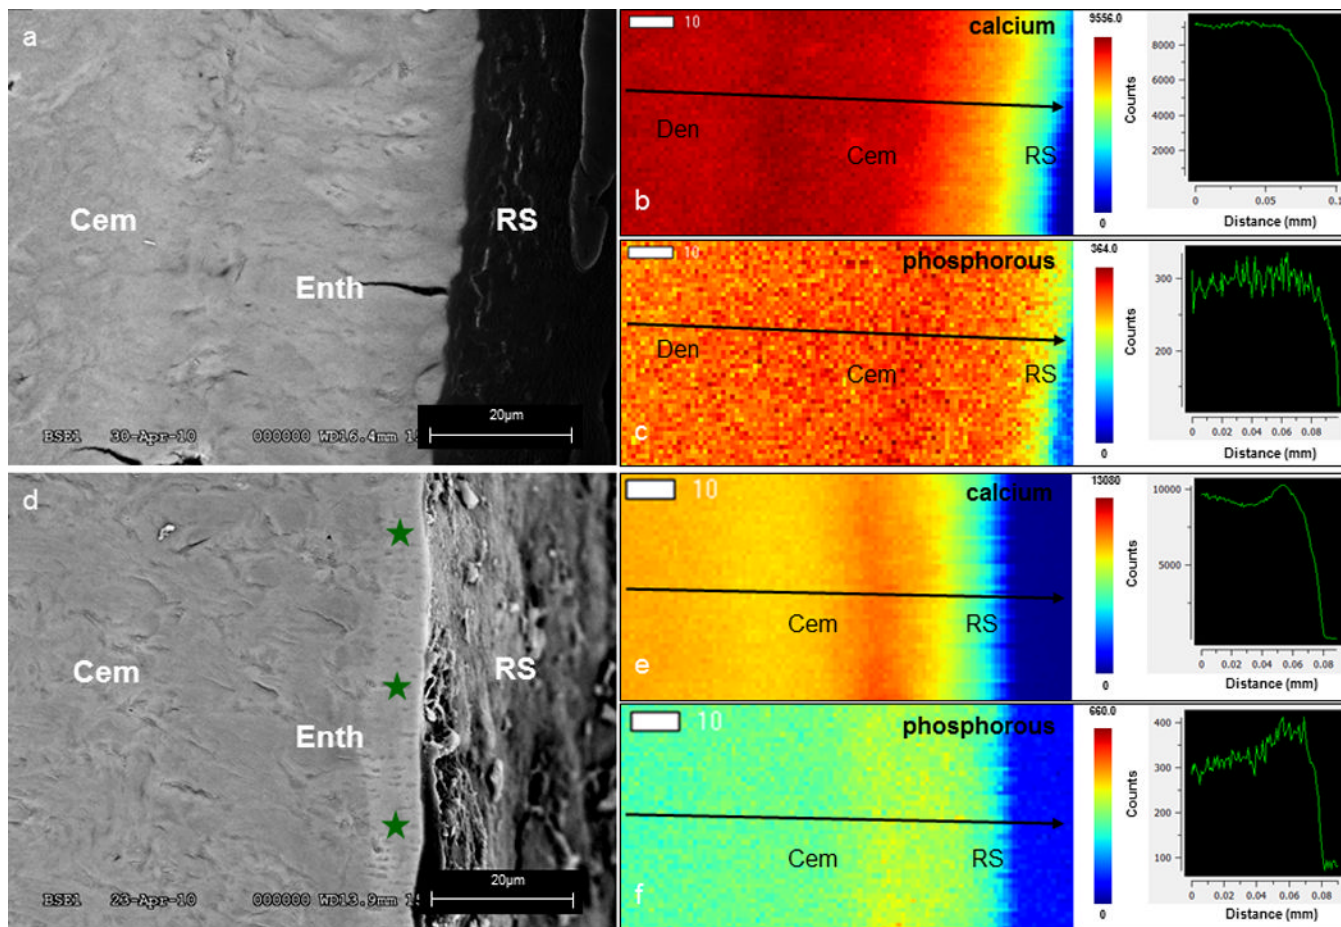 a
Cem
RS
Enth
20µm
BSE1 30-Apr-10 000000 WD16.4mm
10
calcium
Den
Cem
RS
b
9556.0
Counts
0
8000
6000
4000
2000
0 0.05 0.1
Distance (mm)
10
phosphorous
Den
Cem
RS
c
364.0
Counts
0
300
200
0 0.02 0.04 0.06 0.08 0.10
Distance (mm)
d
Cem
RS
Enth
20µm
BSE1 23-Apr-10 000000 WD13.9mm
10
calcium
Cem
RS
e
13080
Counts
0
10000
5000
0 0.02 0.04 0.06 0.08
Distance (mm)
10
phosphorous
Cem
RS
f
660.0
Counts
0
400
300
200
100
0 0.02 0.04 0.06 0.08
Distance (mm)